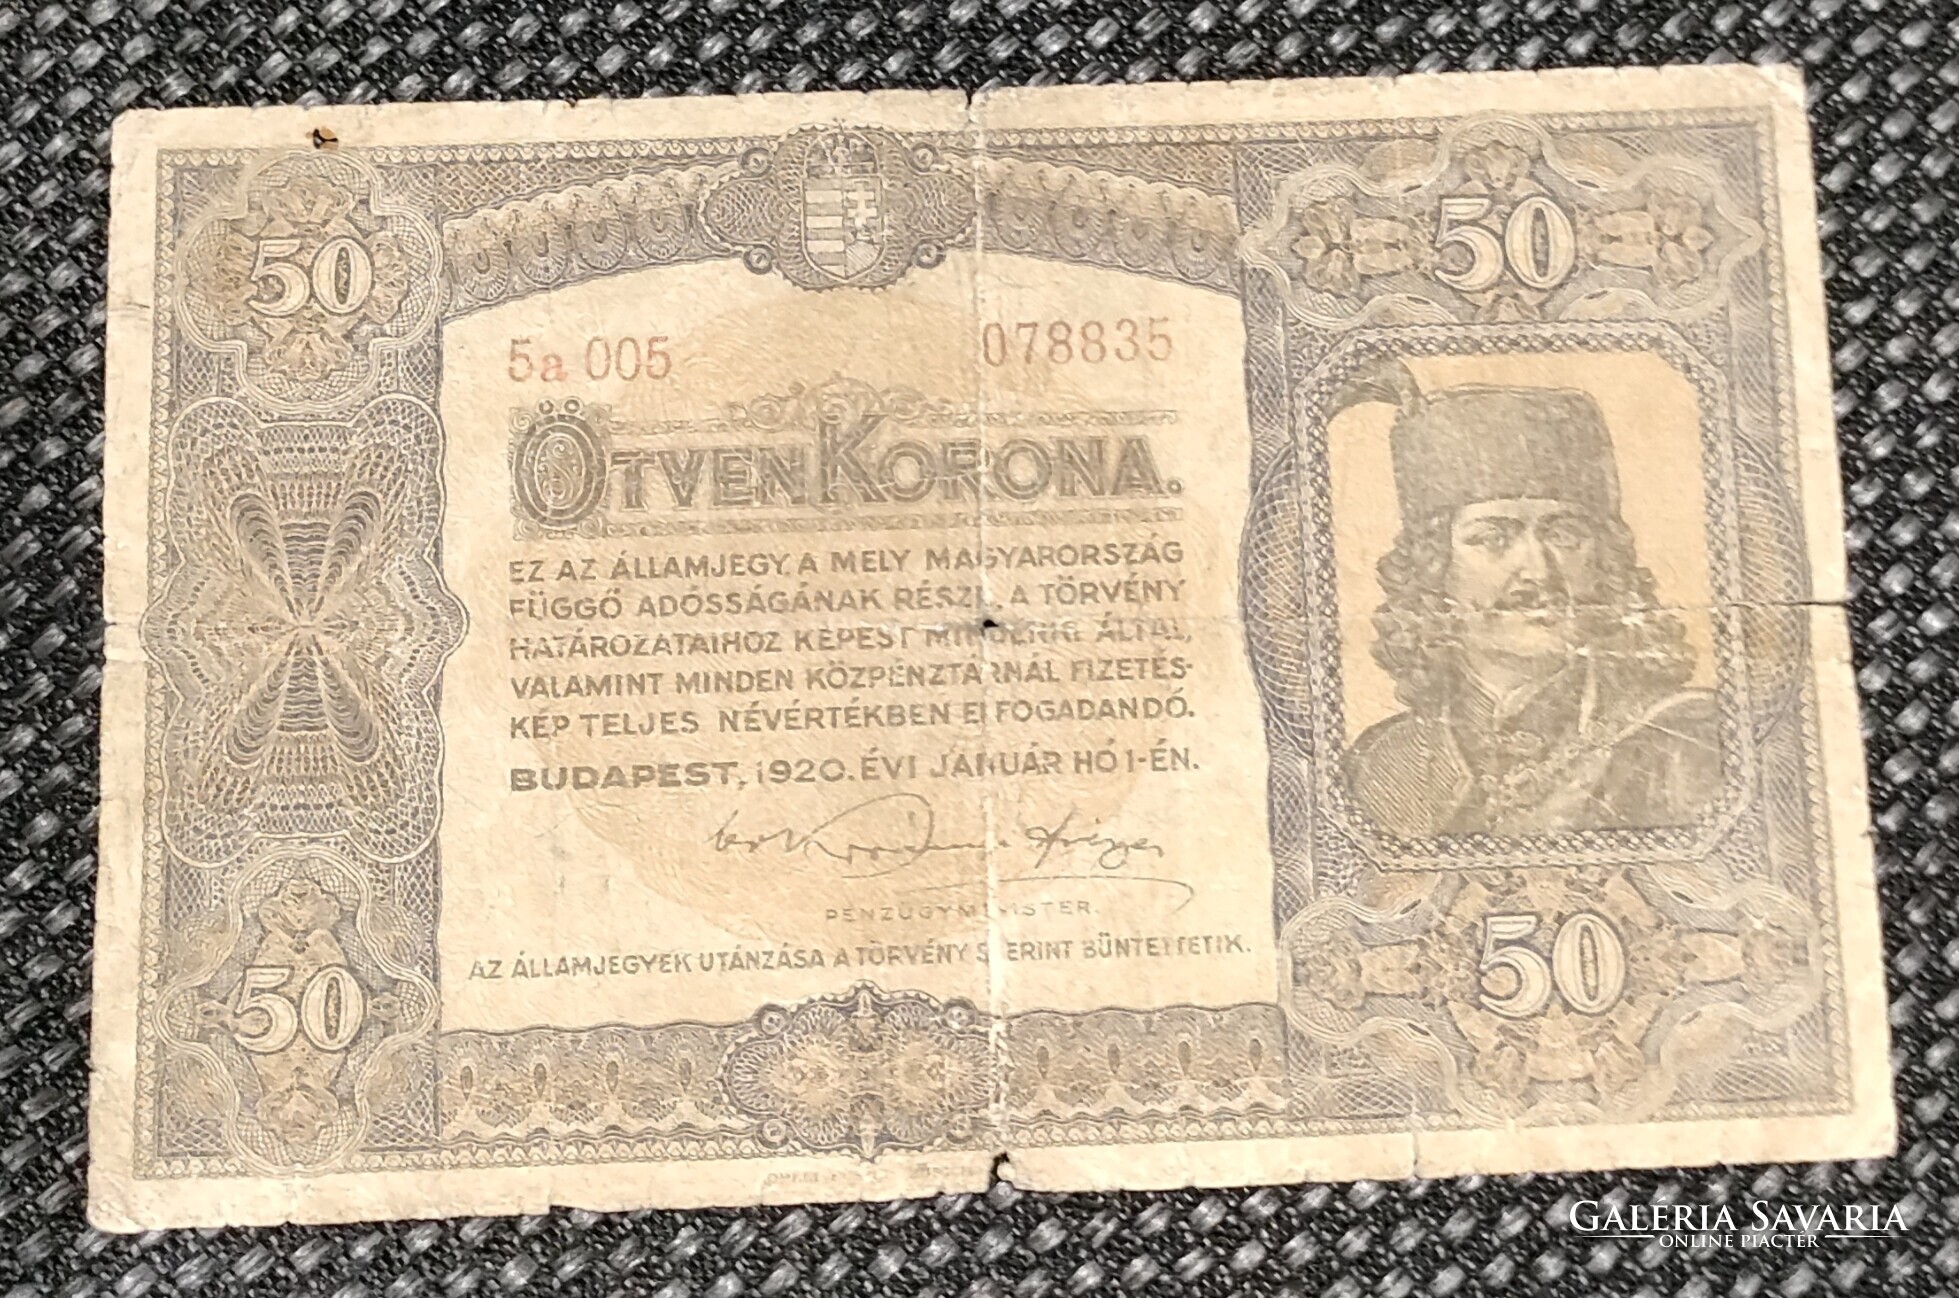 50
50
5a 005 078835
ÖTVEN KORONA.
EZ AZ ÁLLAMJEGY, A MELY MAGYARORSZÁG
FÜGGŐ ADÓSSÁGÁNAK RÉSZE, A TÖRVÉNY
HATÁROZATAIHOZ KÉPEST MINDENKI ÁLTAL,
VALAMINT MINDEN KÖZPÉNZTÁRNÁL FIZETÉS-
KÉP TELJES NÉVÉRTÉKBEN ELFOGADANDÓ.
BUDAPEST, 1920. ÉVI JANUÁR HÓ 1-ÉN.
PÉNZÜGYMINISTER.
AZ ÁLLAMJEGYEK UTÁNZÁSA A TÖRVÉNY SZERINT BÜNTETTETIK.
50
50
GALÉRIA SAVARIA
ONLINE PIACTÉR